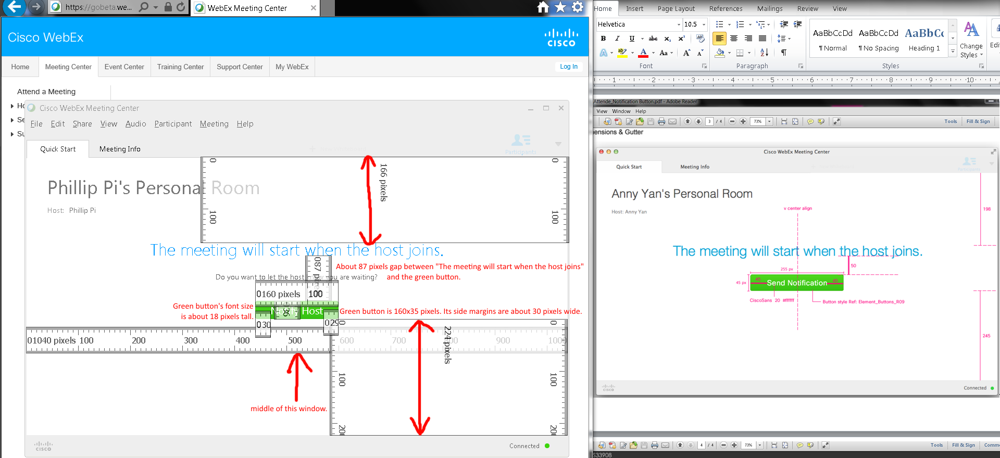 https://gobeta.we...
WebEx Meeting Center
Cisco WebEx
CISCO
Home
Meeting Center
Event Center
Training Center
Support Center
My WebEx
Log In
Attend a Meeting
Ho
Se
Su
Cisco WebEx Meeting Center
File Edit Share View Audio Participant Meeting Help
Participants
Quick Start
Meeting Info
0
0
166 pixels
100
100
Phillip Pi's Personal Room
Host: Phillip Pi
The meeting will start when the host joins.
About 87 pixels gap between "The meeting will start when the host joins"
and the green button.
Do you want to let the host know you are waiting?
087 pixels
0160 pixels 100
Green button's font size
is about 18 pixels tall.
36
Host
Green button is 160x35 pixels. Its side margins are about 30 pixels wide.
030
029
0
0
224 pixels
01040 pixels 100 200 300 400 500 600 700 800 900 1000
100
100
middle of this window.
200
200
CISCO
Connected
Home Insert Page Layout References Mailings Review View
Helvetica
10.5
B I U abc X₂ X²
Aa A A
Font
Paragraph
AaBbCcDd AaBbCcDd AaBbCc
¶ Normal ¶ No Spacing Heading 1
Change
Styles
Edi
Styles
1 2 3 4 5 6 7 8 9 10
Attende_Notification Button.pdf - Adobe Reader
View Window Help
3 / 4
73%
Tools
Fill & Sign
ensions & Gutter
Cisco WebEx Meeting Center
Quick Start
Meeting Info
Participants
Anny Yan's Personal Room
Host: Anny Yan
v center align
198
The meeting will start when the host joins.
50
255 px
45 px
45
Send Notification
45
CiscoSans 20 #ffffff
Button style Ref: Element_Buttons_R09
245
CISCO
Connected
4 / 4
73%
Tools
Fill & Sign
Comme
S33908